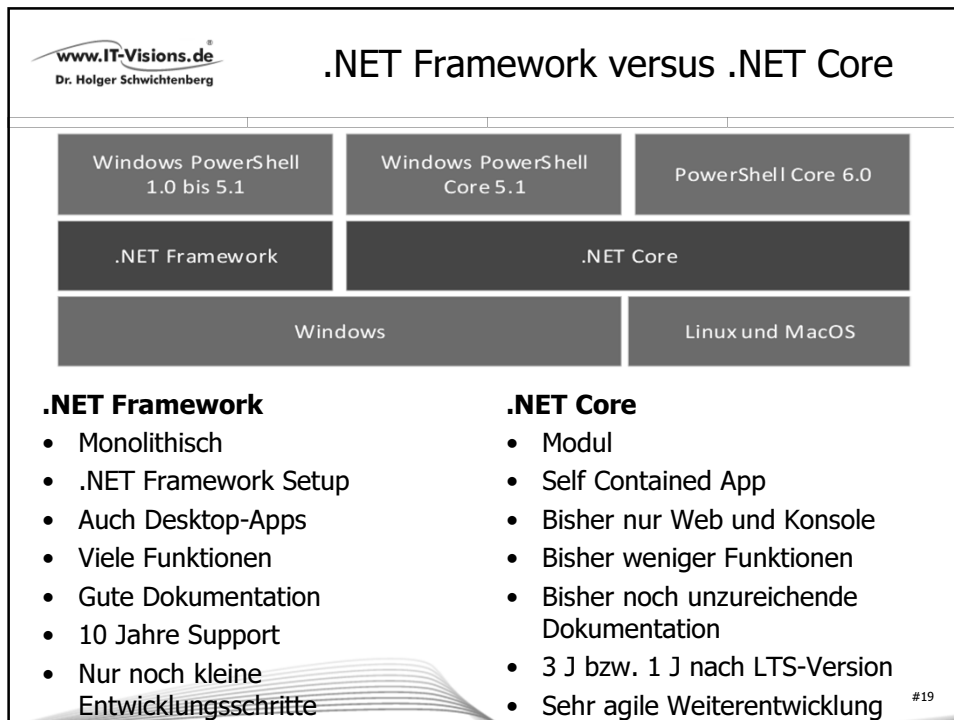 www.IT-Visions.de®
Dr. Holger Schwichtenberg
.NET Framework versus .NET Core
Windows PowerShell
1.0 bis 5.1
Windows PowerShell
Core 5.1
PowerShell Core 6.0
.NET Framework
.NET Core
Windows
Linux und MacOS
.NET Framework
• Monolithisch
• .NET Framework Setup
• Auch Desktop-Apps
• Viele Funktionen
• Gute Dokumentation
• 10 Jahre Support
• Nur noch kleine
Entwicklungsschritte
.NET Core
• Modul
• Self Contained App
• Bisher nur Web und Konsole
• Bisher weniger Funktionen
• Bisher noch unzureichende
Dokumentation
• 3 J bzw. 1 J nach LTS-Version
• Sehr agile Weiterentwicklung
#19